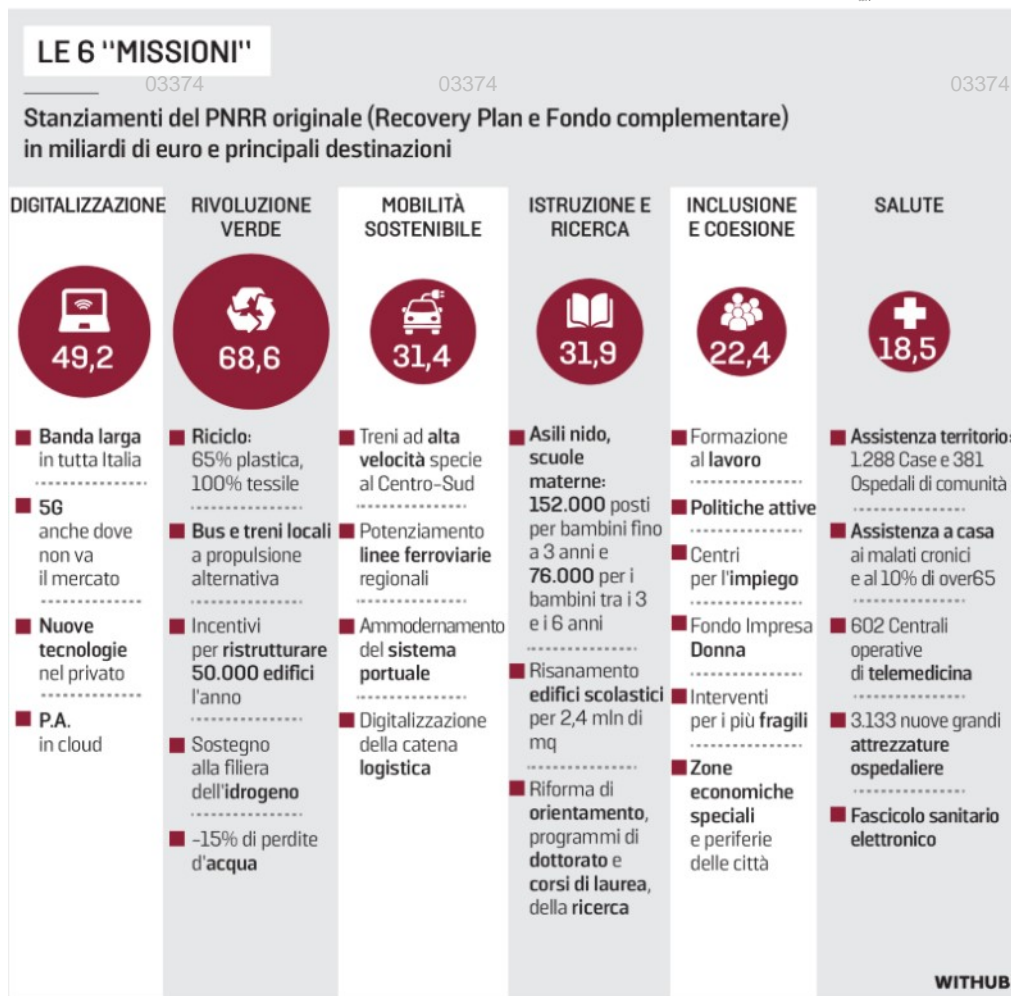 LE 6 "MISSIONI"
03374 03374 03374
Stanziamenti del PNRR originale (Recovery Plan e Fondo complementare)
in miliardi di euro e principali destinazioni
DIGITALIZZAZIONE
49,2
Banda larga
in tutta Italia
5G
anche dove
non va
il mercato
Nuove
tecnologie
nel privato
P.A.
in cloud
RIVOLUZIONE
VERDE
68,6
Riciclo:
65% plastica,
100% tessile
Bus e treni locali
a propulsione
alternativa
Incentivi
per ristrutturare
50.000 edifici
l'anno
Sostegno
alla filiera
dell'idrogeno
-15% di perdite
d'acqua
MOBILITÀ
SOSTENIBILE
31,4
Treni ad alta
velocità specie
al Centro-Sud
Potenziamento
linee ferroviarie
regionali
Ammodernamento
del sistema
portuale
Digitalizzazione
della catena
logistica
ISTRUZIONE E
RICERCA
31,9
Asili nido,
scuole
materne:
152.000 posti
per bambini fino
a 3 anni e
76.000 per i
bambini tra i 3
e i 6 anni
Risanamento
edifici scolastici
per 2,4 mln di
mq
Riforma di
orientamento,
programmi di
dottorato e
corsi di laurea,
della ricerca
INCLUSIONE
E COESIONE
22,4
Formazione
al lavoro
Politiche attive
Centri
per l'impiego
Fondo Impresa
Donna
Interventi
per i più fragili
Zone
economiche
speciali
e periferie
delle città
SALUTE
18,5
Assistenza territorio:
1.288 Case e 381
Ospedali di comunità
Assistenza a casa
ai malati cronici
e al 10% di over65
602 Centrali
operative
di telemedicina
3.133 nuove grandi
attrezzature
ospedaliere
Fascicolo sanitario
elettronico
WITHUB